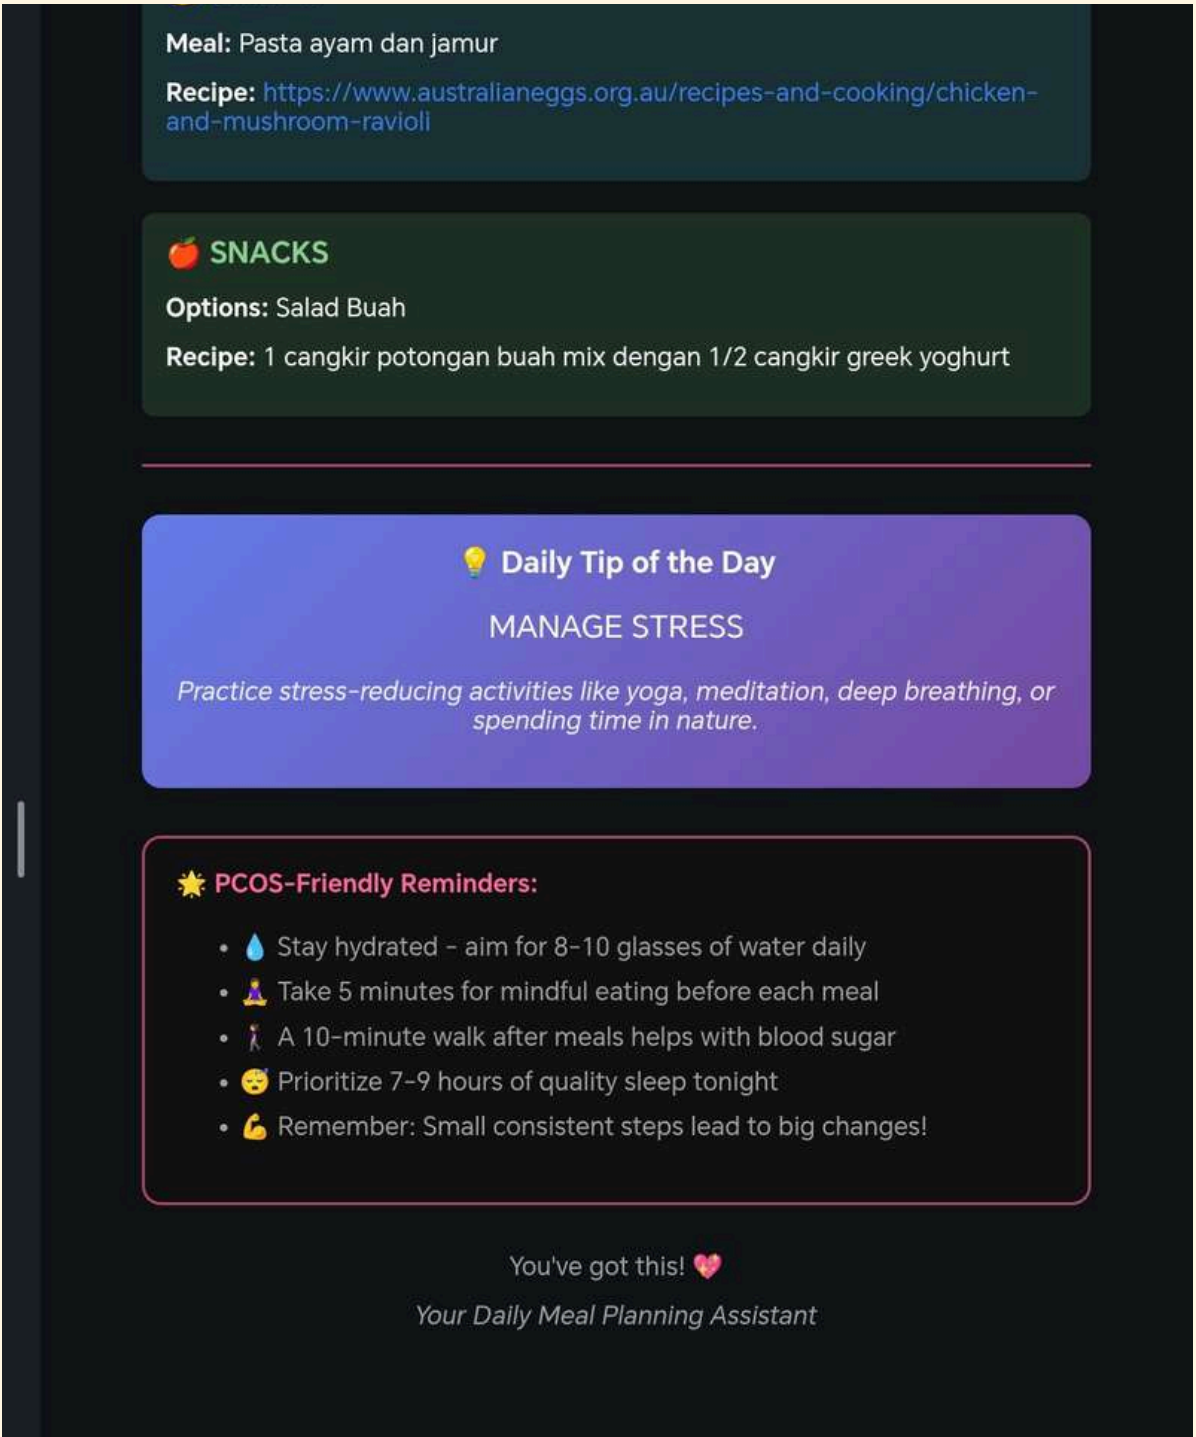 Meal: Pasta ayam dan jamur
Recipe: https://www.australianeggs.org.au/recipes-and-cooking/chicken-
and-mushroom-ravioli
🍎 SNACKS
Options: Salad Buah
Recipe: 1 cangkir potongan buah mix dengan 1/2 cangkir greek yoghurt
💡 Daily Tip of the Day
MANAGE STRESS
Practice stress-reducing activities like yoga, meditation, deep breathing, or
spending time in nature.
🌟 PCOS-Friendly Reminders:
• 💧 Stay hydrated - aim for 8-10 glasses of water daily
• 🧘‍♀️ Take 5 minutes for mindful eating before each meal
• 🚶‍♀️ A 10-minute walk after meals helps with blood sugar
• 😴 Prioritize 7-9 hours of quality sleep tonight
• 💪 Remember: Small consistent steps lead to big changes!
You've got this! 💖
Your Daily Meal Planning Assistant